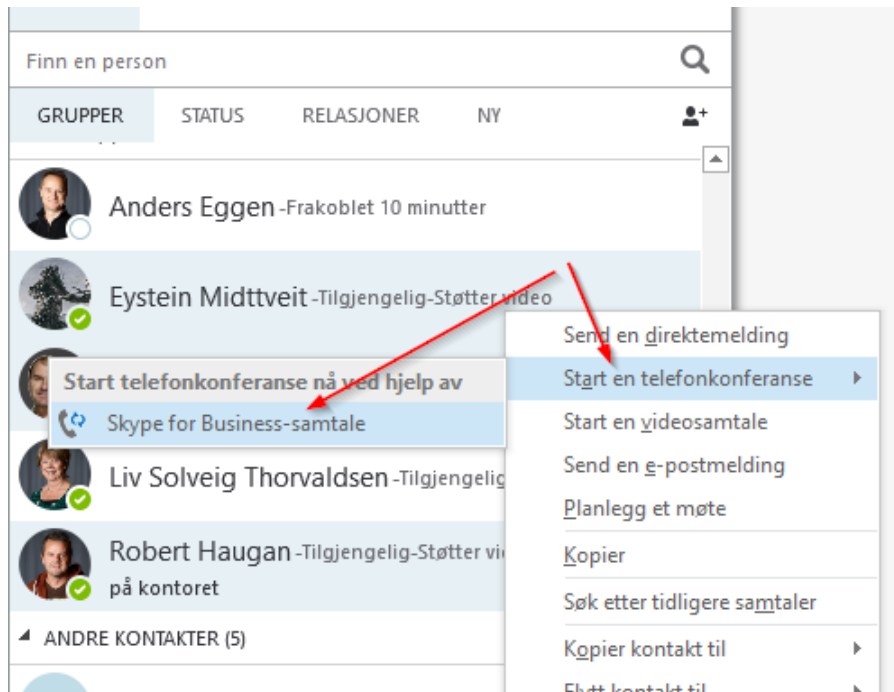 Finn en person
GRUPPER STATUS RELASJONER NY
Anders Eggen -Frakoblet 10 minutter
Eystein Midttveit -Tilgjengelig-Støtter video
Send en direktemelding
Start en telefonkonferanse
Start telefonkonferanse nå ved hjelp av
Skype for Business-samtale
Start en videosamtale
Liv Solveig Thorvaldsen -Tilgjengelig
Send en e-postmelding
Planlegg et møte
Robert Haugan -Tilgjengelig-Støtter vi
Kopier
på kontoret
Søk etter tidligere samtaler
ANDRE KONTAKTER (5)
Kopier kontakt til
Flytt kontakt til